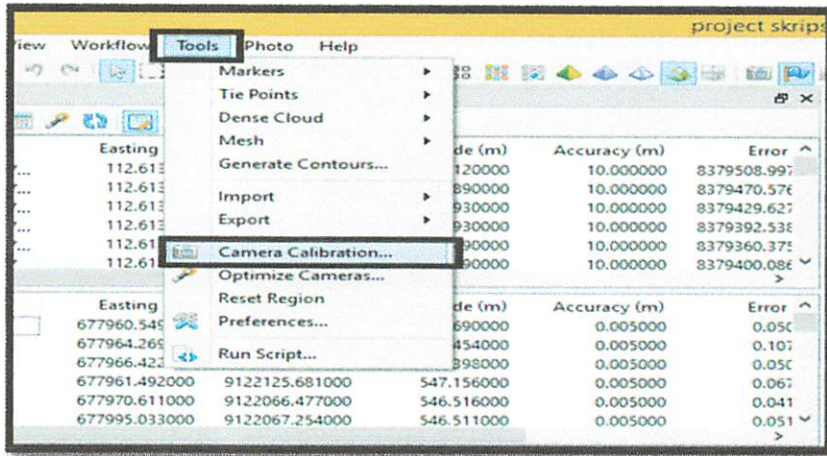 project skrips
View Workflow Tools Photo Help
Markers
Tie Points
Dense Cloud
Mesh
Generate Contours...
Import
Export
Camera Calibration...
Optimize Cameras...
Reset Region
Preferences...
Run Script...
Easting de (m) Accuracy (m) Error
... 112.613 120000 10.000000 8379508.997
... 112.613 890000 10.000000 8379470.576
... 112.613 930000 10.000000 8379429.627
... 112.613 930000 10.000000 8379392.538
... 112.61 90000 10.000000 8379360.375
... 112.61 90000 10.000000 8379400.086
Easting de (m) Accuracy (m) Error
677960.549 690000 0.005000 0.050
677964.269 454000 0.005000 0.107
677966.422 398000 0.005000 0.050
677961.492000 9122125.681000 547.156000 0.005000 0.067
677970.611000 9122066.477000 546.516000 0.005000 0.041
677995.033000 9122067.254000 546.511000 0.005000 0.051